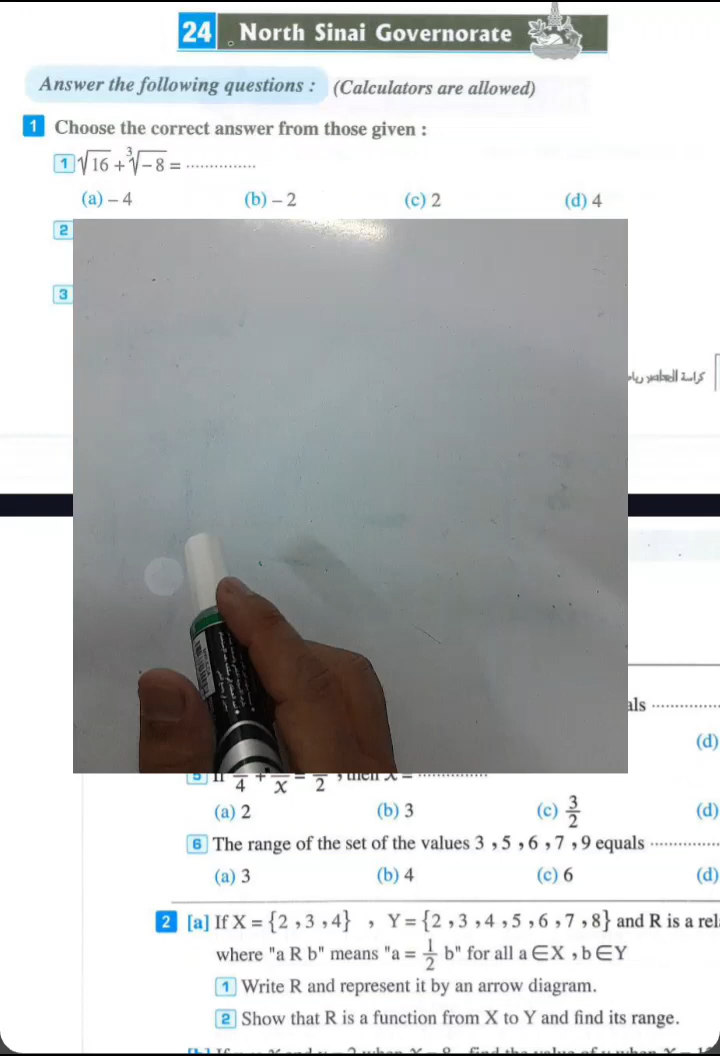 24 North Sinai Governorate
Answer the following questions : (Calculators are allowed)
1 Choose the correct answer from those given :
1 √16 + ∛-8 = ...............
(a) – 4 (b) – 2 (c) 2 (d) 4
2
3
كراسة
als ...............
(d)
4 + x = 2 , then x = ...............
(a) 2 (b) 3 (c) 3/2 (d)
6 The range of the set of the values 3 , 5 , 6 , 7 , 9 equals ...............
(a) 3 (b) 4 (c) 6 (d)
2 [a] If X = {2 , 3 , 4} , Y = {2 , 3 , 4 , 5 , 6 , 7 , 8} and R is a rel
where "a R b" means "a = 1/2 b" for all a ∈ X , b ∈ Y
1 Write R and represent it by an arrow diagram.
2 Show that R is a function from X to Y and find its range.